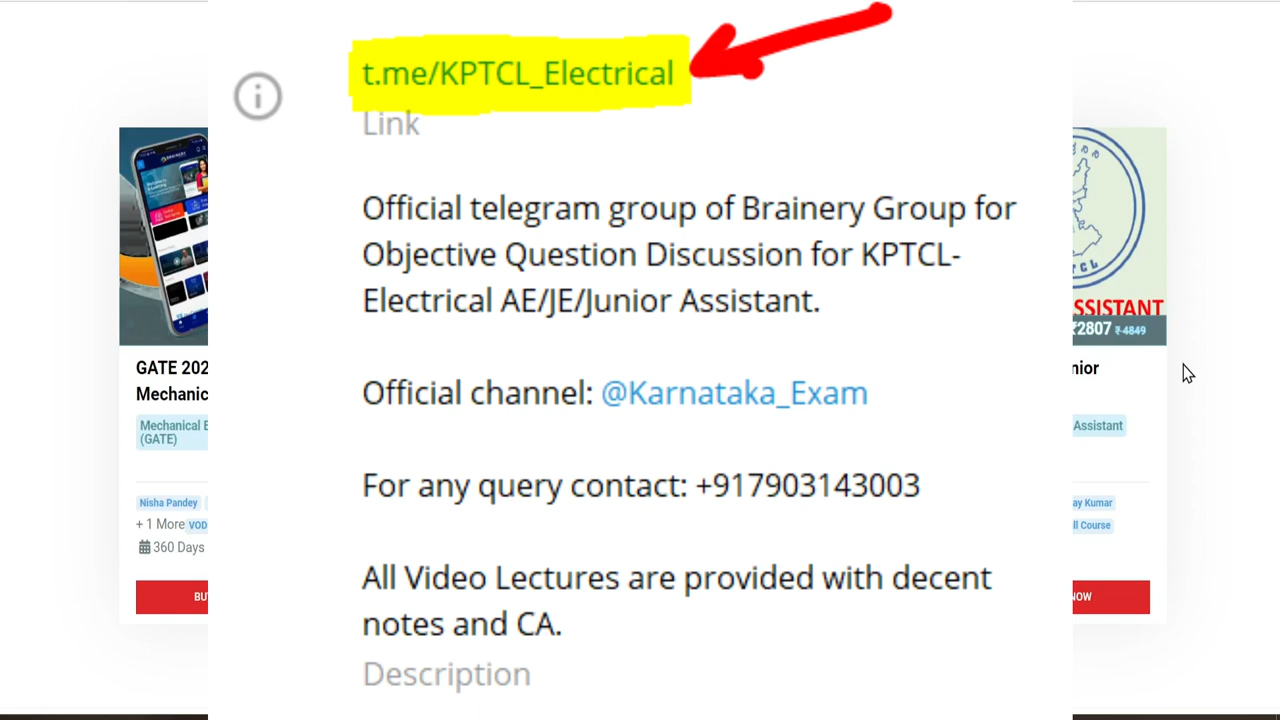 t.me/KPTCL_Electrical
Link
Official telegram group of Brainery Group for
Objective Question Discussion for KPTCL-
Electrical AE/JE/Junior Assistant.
Official channel: @Karnataka_Exam
For any query contact: +917903143003
All Video Lectures are provided with decent
notes and CA.
Description
GATE 202
Mechanic
Mechanical E
(GATE)
Nisha Pandey
+ 1 More VOD
360 Days
BU
SSISTANT
₹2807 ₹ 4849
nior
Assistant
ay Kumar
ll Course
NOW